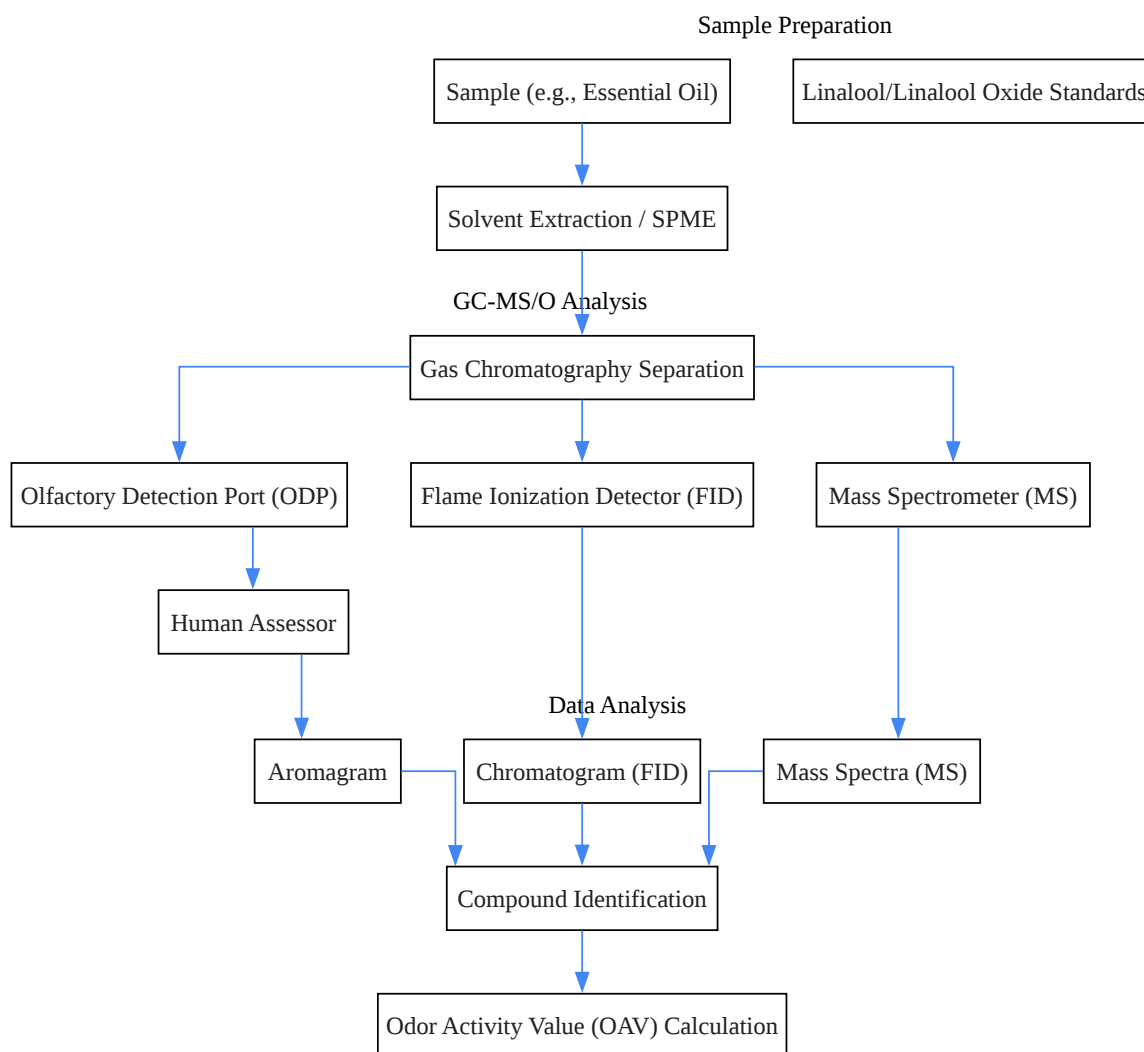 Sample Preparation
Sample (e.g., Essential Oil)
Linalool/Linalool Oxide Standards
Solvent Extraction / SPME
GC-MS/O Analysis
Gas Chromatography Separation
Olfactory Detection Port (ODP)
Flame Ionization Detector (FID)
Mass Spectrometer (MS)
Human Assessor
Data Analysis
Aromagram
Chromatogram (FID)
Mass Spectra (MS)
Compound Identification
Odor Activity Value (OAV) Calculation